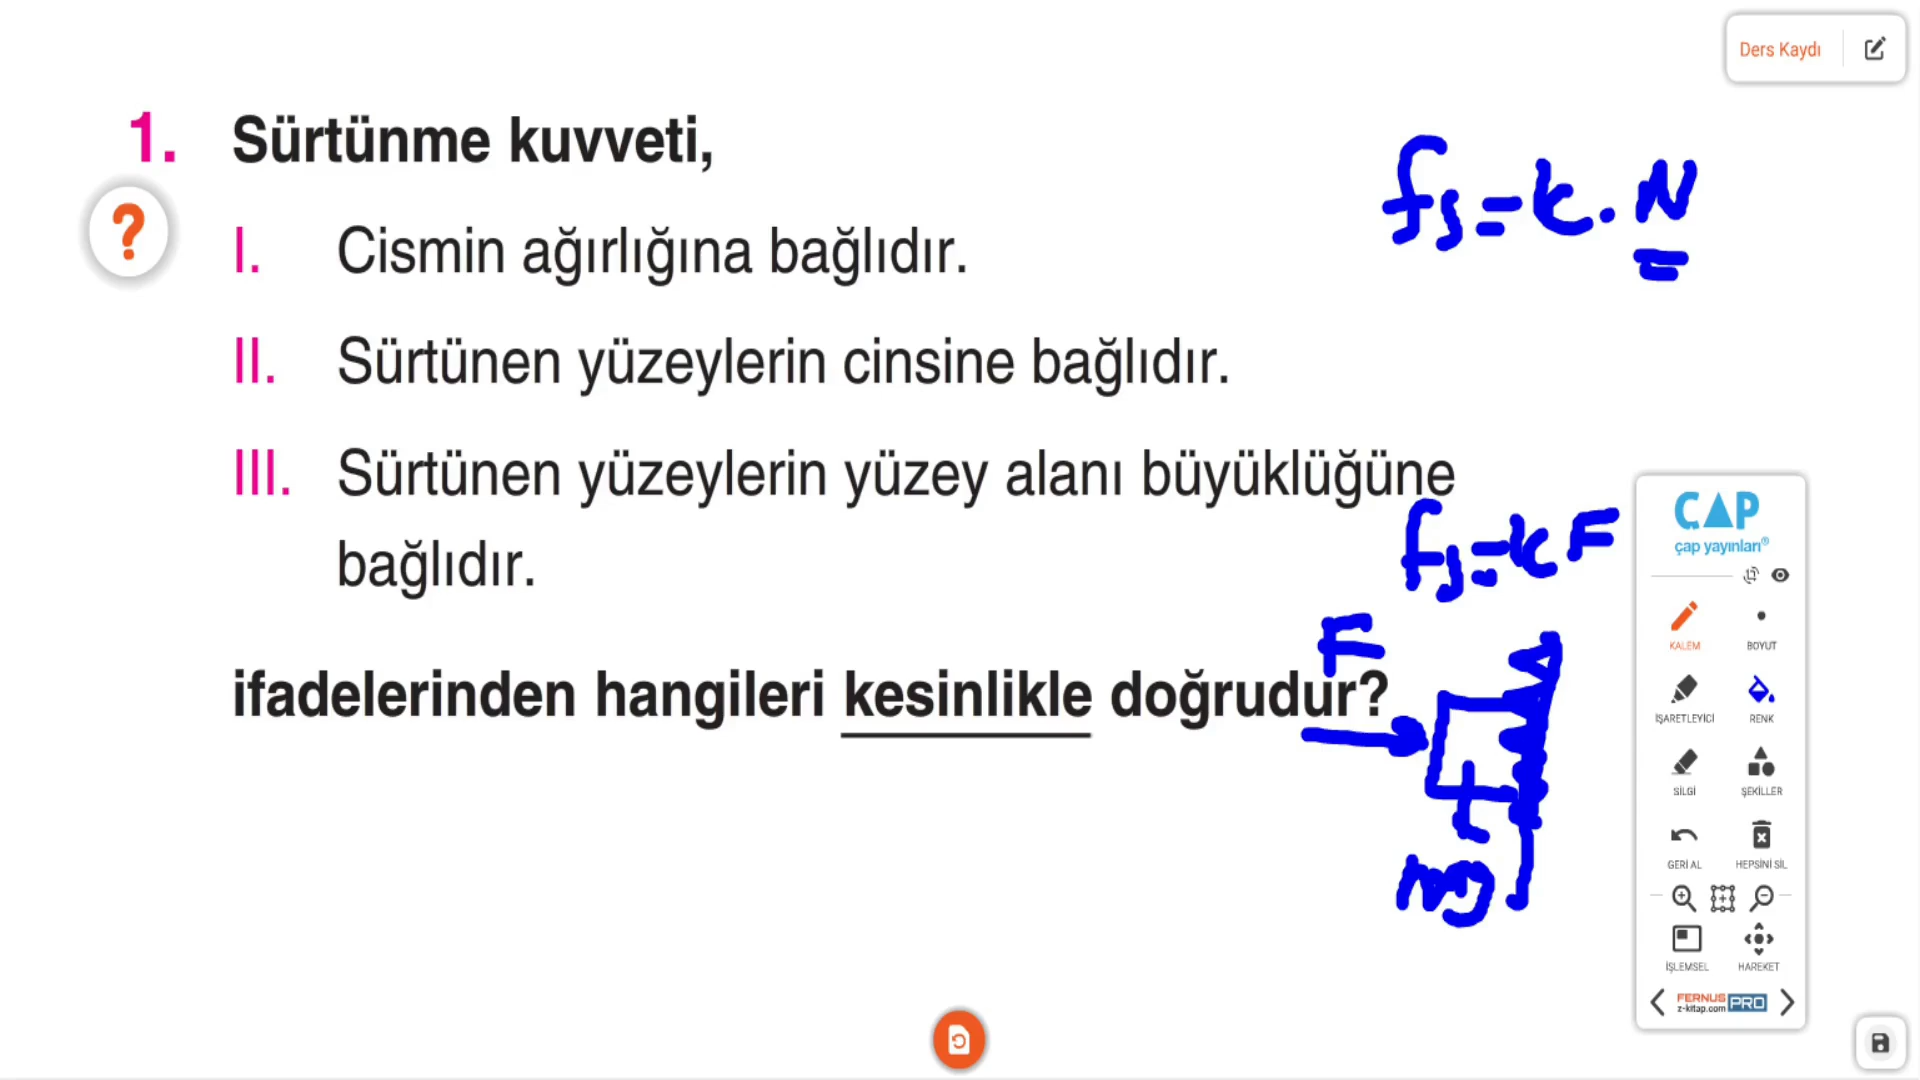 Ders Kaydı
1. Sürtünme kuvveti,
fs = k . N
?
I. Cismin ağırlığına bağlıdır.
II. Sürtünen yüzeylerin cinsine bağlıdır.
III. Sürtünen yüzeylerin yüzey alanı büyüklüğüne
bağlıdır.
fs = k F
F
ifadelerinden hangileri kesinlikle doğrudur?
mg
ÇAP
çap yayınları®
KALEM BOYUT
İŞARETLEYİCİ RENK
SİLGİ ŞEKİLLER
GERİ AL HEPSİNİ SİL
İŞLEMSEL HAREKET
FERNUS PRO
z-kitap.com